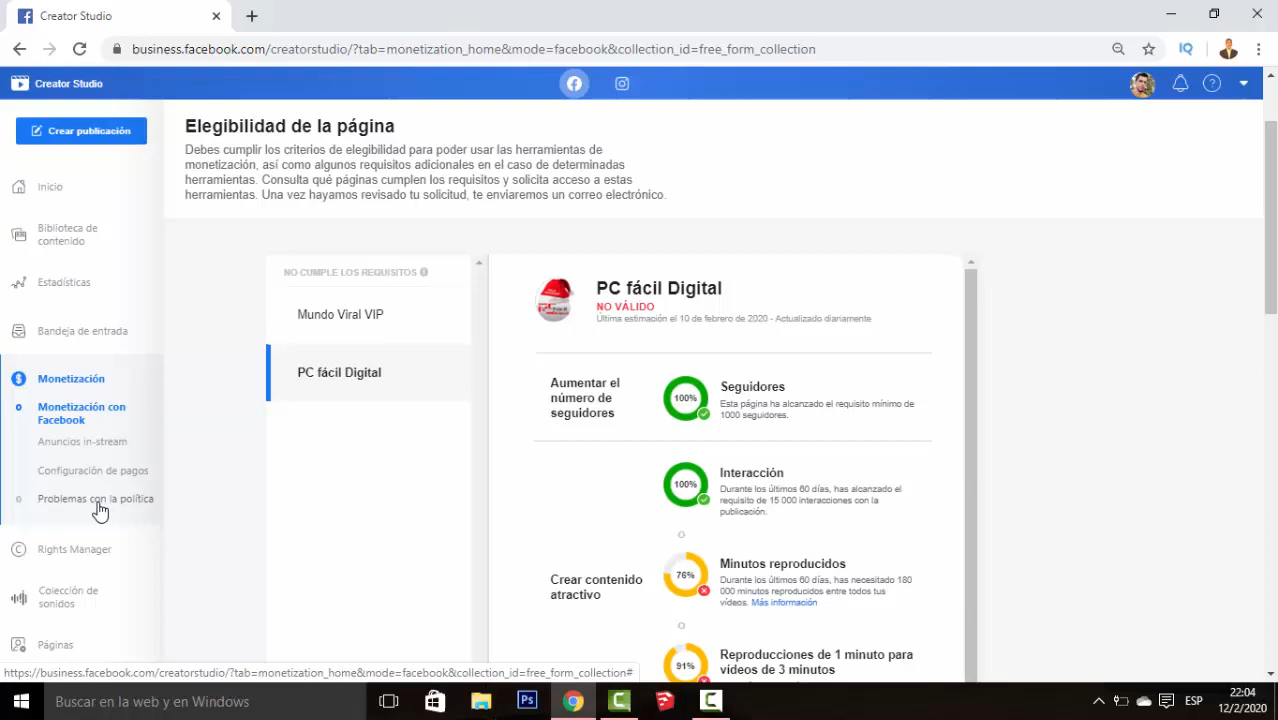 Creator Studio
business.facebook.com/creatorstudio/?tab=monetization_home&mode=facebook&collection_id=free_form_collection
IQ
Creator Studio
Crear publicación
Inicio
Biblioteca de
contenido
Estadísticas
Bandeja de entrada
Monetización
Monetización con
Facebook
Anuncios in-stream
Configuración de pagos
Problemas con la política
Rights Manager
Colección de
sonidos
Páginas
Elegibilidad de la página
Debes cumplir los criterios de elegibilidad para poder usar las herramientas de
monetización, así como algunos requisitos adicionales en el caso de determinadas
herramientas. Consulta qué páginas cumplen los requisitos y solicita acceso a estas
herramientas. Una vez hayamos revisado tu solicitud, te enviaremos un correo electrónico.
NO CUMPLE LOS REQUISITOS
Mundo Viral VIP
PC fácil Digital
PC fácil Digital
NO VÁLIDO
Última estimación el 10 de febrero de 2020 - Actualizado diariamente
Aumentar el
número de
seguidores
100%
Seguidores
Esta página ha alcanzado el requisito mínimo de
1000 seguidores.
Crear contenido
atractivo
100%
Interacción
Durante los últimos 60 días, has alcanzado el
requisito de 15 000 interacciones con la
publicación.
o
76%
Minutos reproducidos
Durante los últimos 60 días, has necesitado 180
000 minutos reproducidos entre todos tus
vídeos. Más información
o
91%
Reproducciones de 1 minuto para
vídeos de 3 minutos
https://business.facebook.com/creatorstudio/?tab=monetization_home&mode=facebook&collection_id=free_form_collection#
Buscar en la web y en Windows
Ps
ESP
22:04
12/2/2020